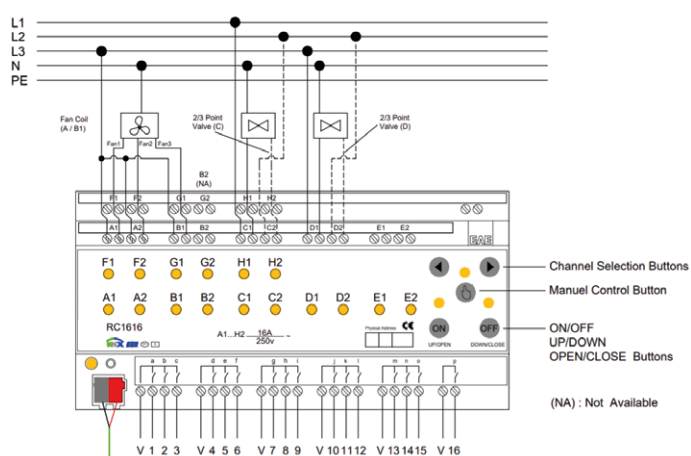 L1
L2
L3
N
PE
Fan Coil
(A / B1)
2/3 Point
Valve (C)
2/3 Point
Valve (D)
Fan1
Fan2
Fan3
B2
(NA)
F1 F2 G1 G2 H1 H2
A1 A2 B1 B2 C1 C2 D1 D2 E1 E2
EAE
F1 F2 G1 G2 H1 H2
A1 A2 B1 B2 C1 C2 D1 D2 E1 E2
RC1616
A1...H2 16A ~
250v
Physical Address
ON OFF
UP/OPEN DOWN/CLOSE
Channel Selection Buttons
Manuel Control Button
ON/OFF
UP/DOWN
OPEN/CLOSE Buttons
(NA) : Not Available
a b c d e f g h i j k l m n o p
V 1 2 3 V 4 5 6 V 7 8 9 V 10 11 12 V 13 14 15 V 16